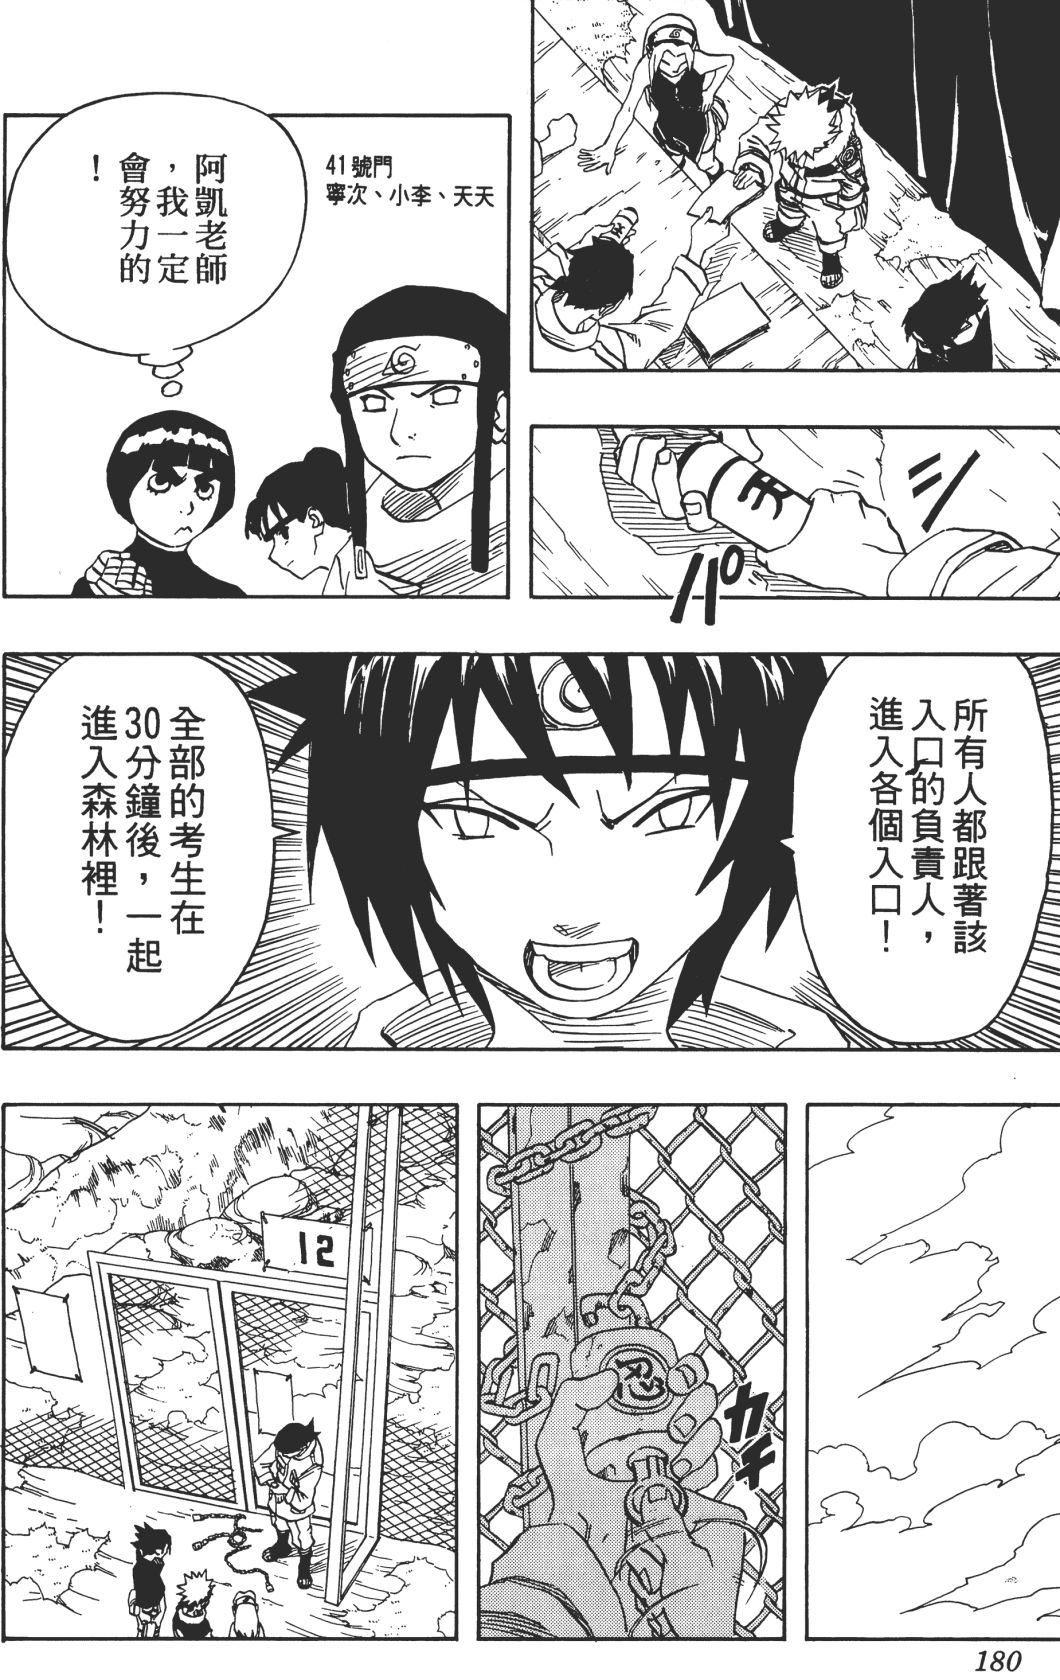 天
パシ
41號門
寧次、小李、天天
阿凱老師
，我一定
會努力的
！
所有人都跟著該
入口的負責人，
進入各個入口！
全部的考生在
30分鐘後，一起
進入森林裡！
忍
カチ
12
180